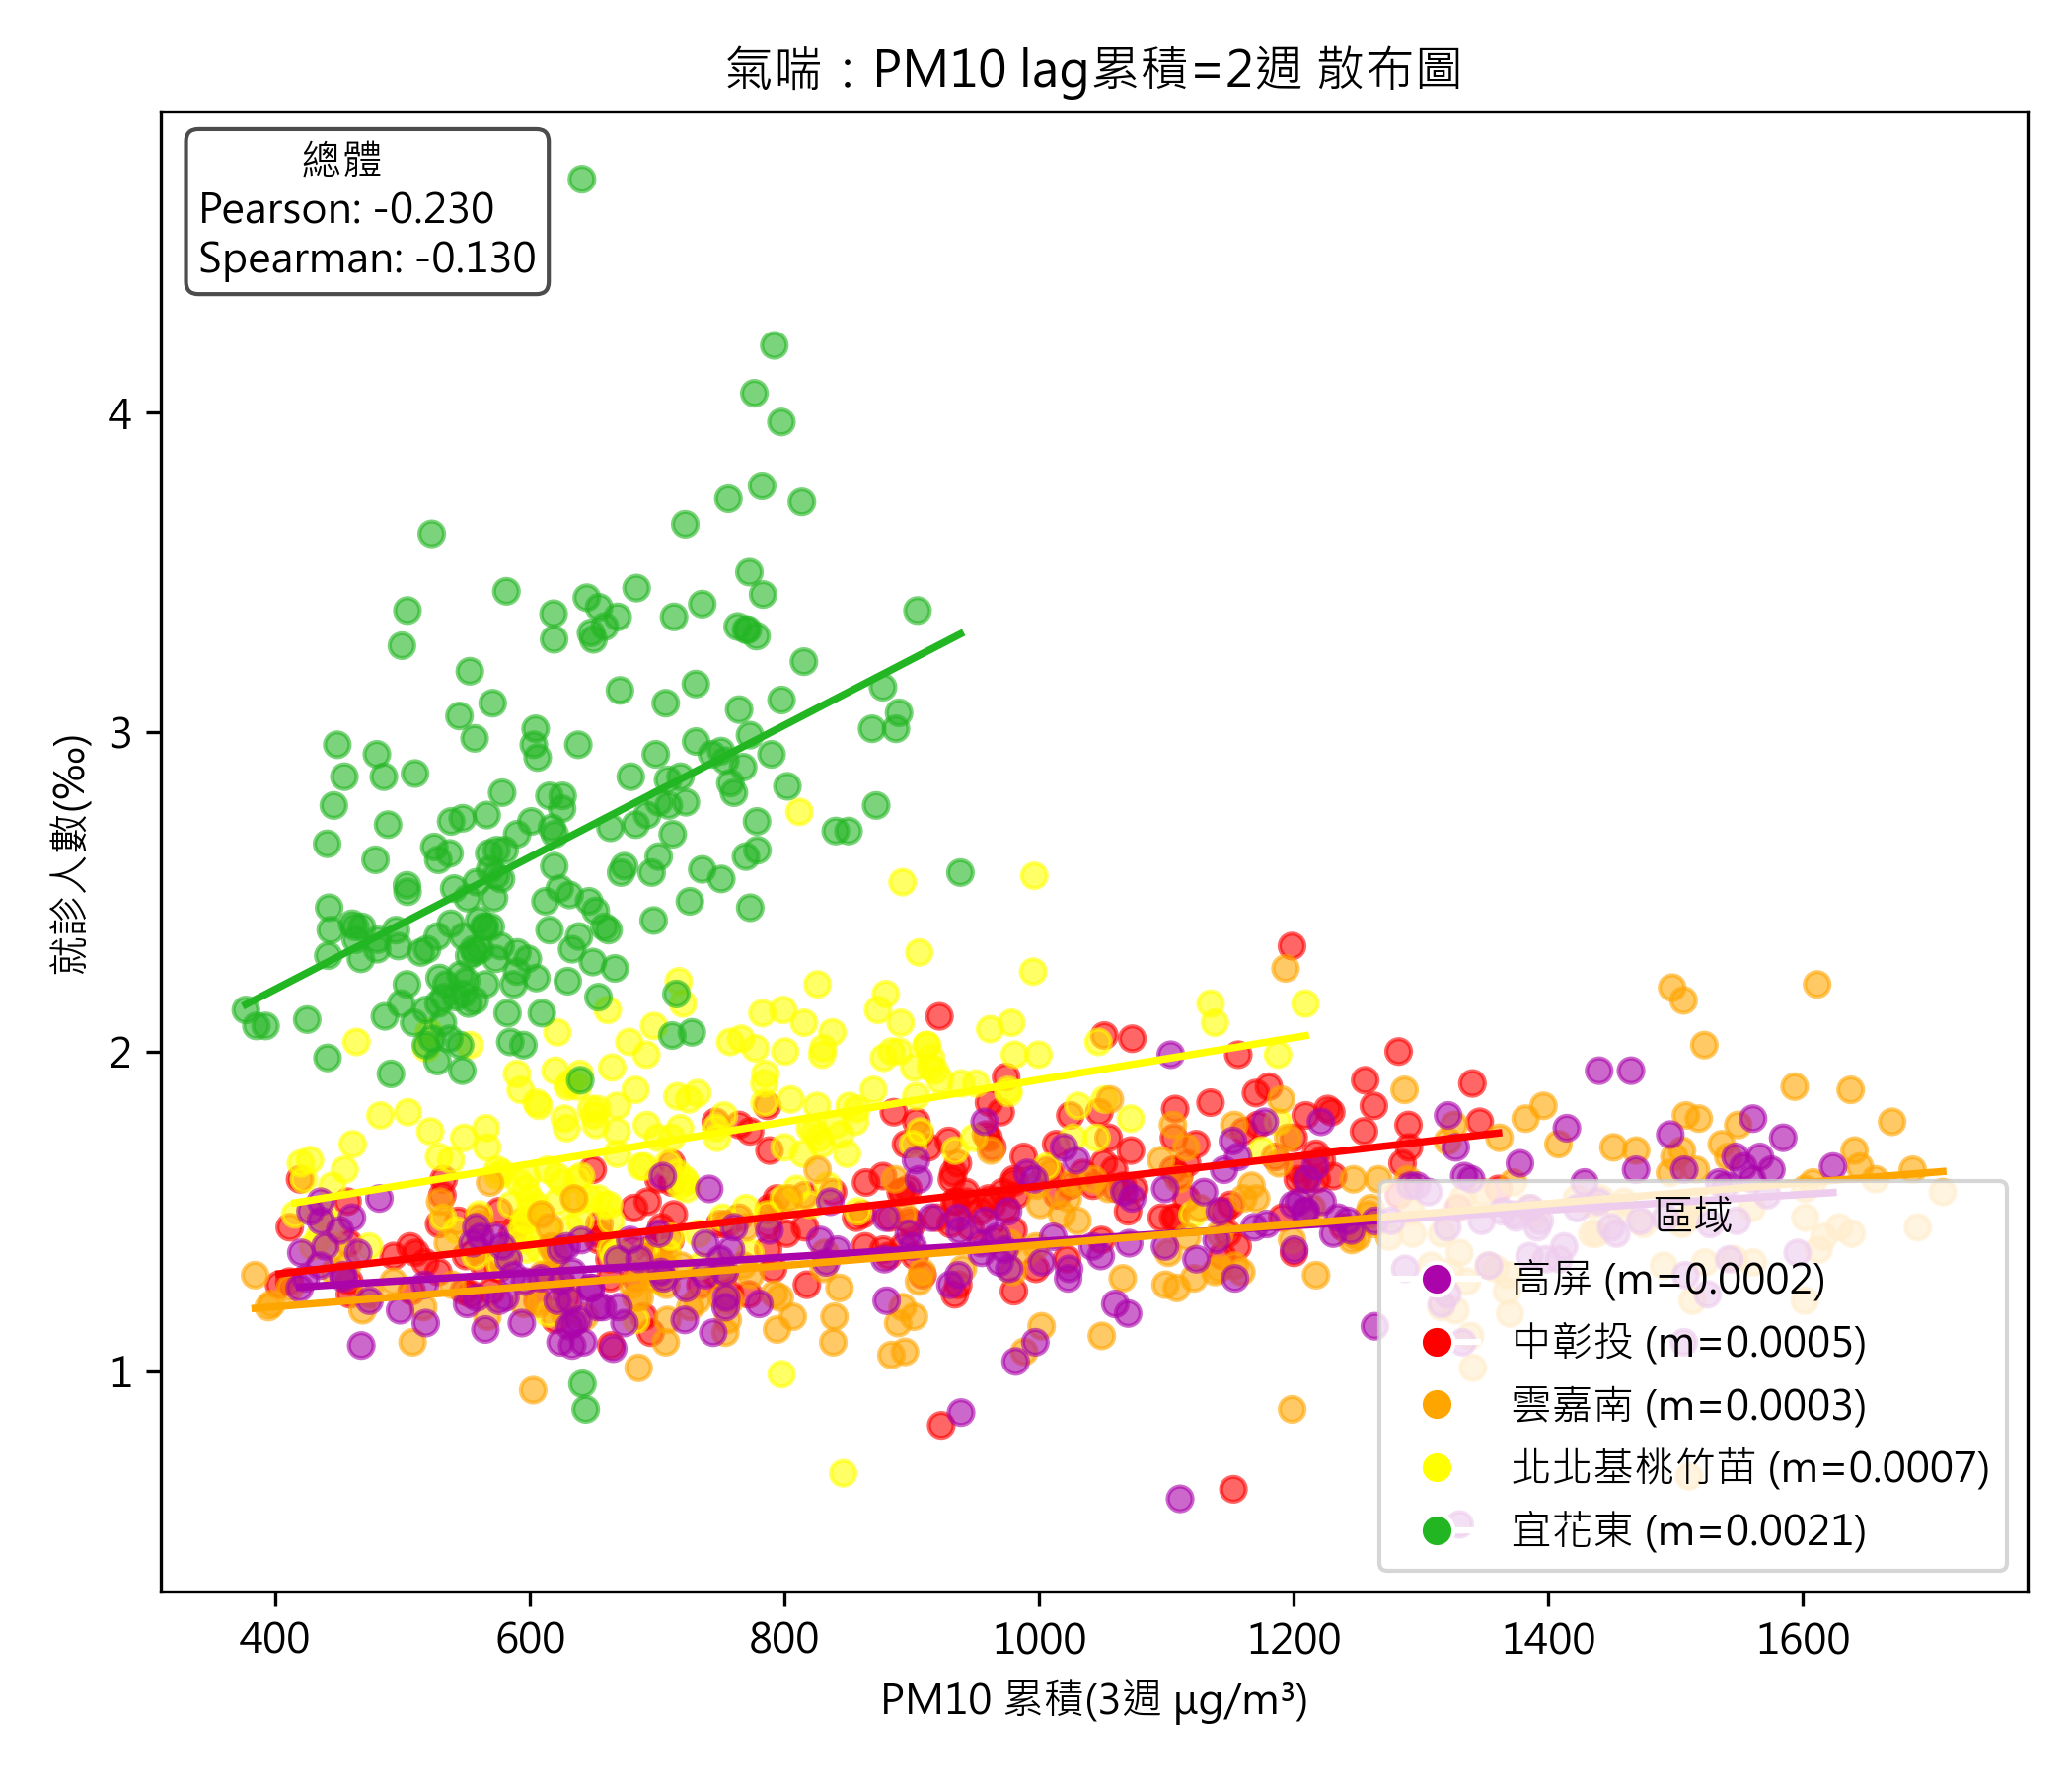 氣喘：PM10 lag累積=2週 散布圖
總體
Pearson: -0.230
Spearman: -0.130
就診人數(‰)
4
3
2
1
區域
高屏 (m=0.0002)
中彰投 (m=0.0005)
雲嘉南 (m=0.0003)
北北基桃竹苗 (m=0.0007)
宜花東 (m=0.0021)
400 600 800 1000 1200 1400 1600
PM10 累積(3週 µg/m³)